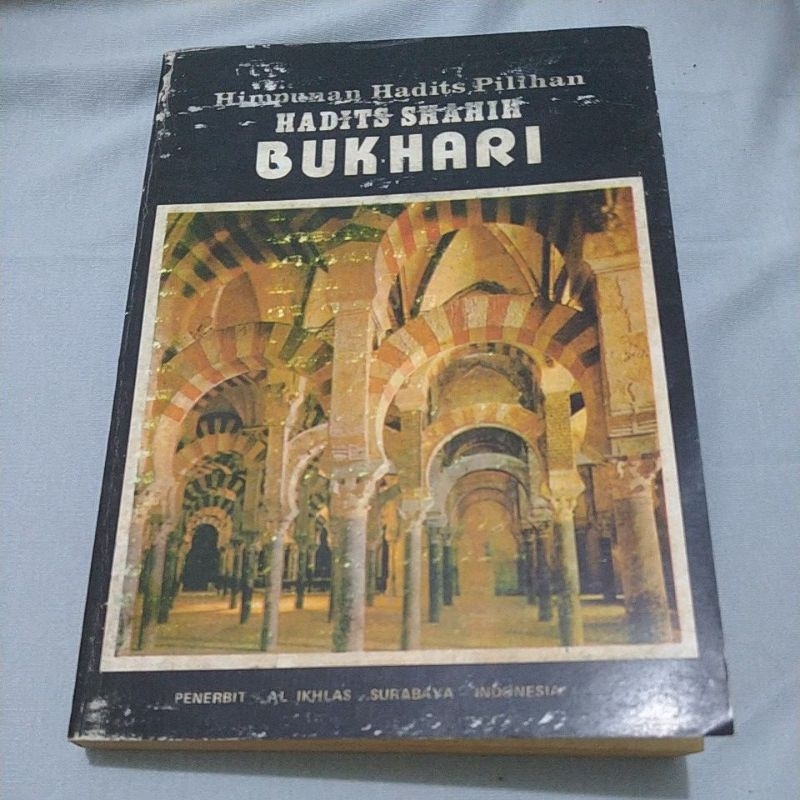 Himpunan Hadits Pilihan
HADITS SHAHIH
BUKHARI
PENERBIT AL IKHLAS SURABAYA INDONESIA